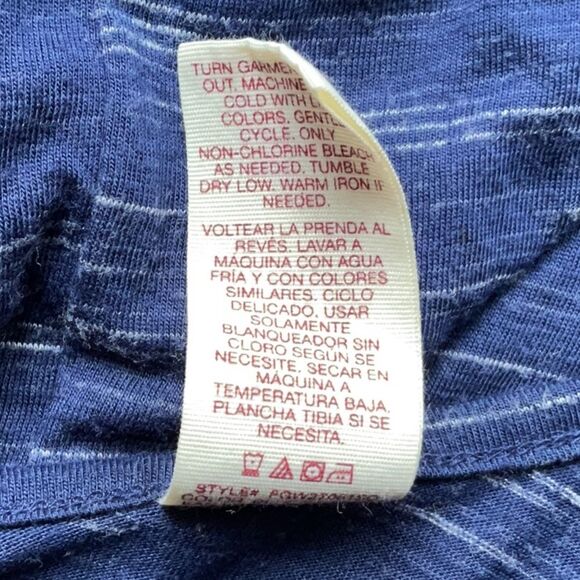 TURN
OUT. MACHINE
COLD WITH
COLORS.
CYCLE. ONLY
NON-CHLORINE BLEACH
AS NEEDED. TUMBLE
DRY LOW. WARM IRON IF
NEEDED.
VOLTEAR LA PRENDA AL
REVÉS. LAVAR A
MÁQUINA CON AGUA
FRÍA Y CON COLORES
SIMILARES. CICLO
DELICADO. USAR
SOLAMENTE
BLANQUEADOR SIN
CLORO SEGÚN SE
NECESITE. SECAR EN
MÁQUINA A
TEMPERATURA BAJA.
PLANCHA TIBIA SI SE
NECESITA.
STYLE#